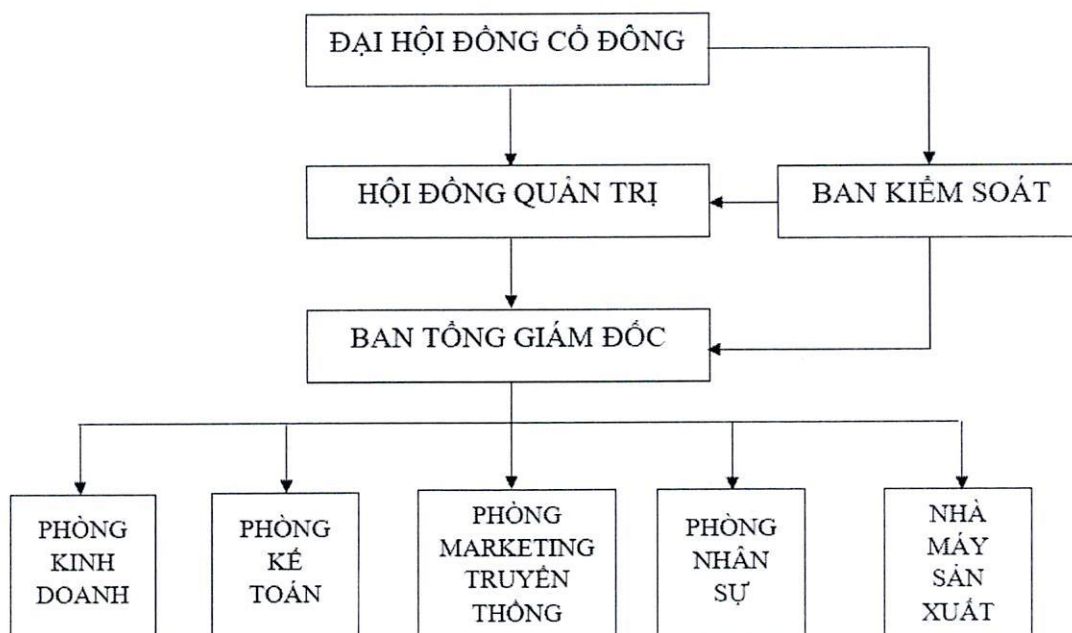 ĐẠI HỘI ĐỒNG CỔ ĐÔNG
HỘI ĐỒNG QUẢN TRỊ
BAN KIỂM SOÁT
BAN TỔNG GIÁM ĐỐC
PHÒNG
KINH
DOANH
PHÒNG
KẾ
TOÁN
PHÒNG
MARKETING
TRUYỀN
THÔNG
PHÒNG
NHÂN
SỰ
NHÀ
MÁY
SẢN
XUẤT